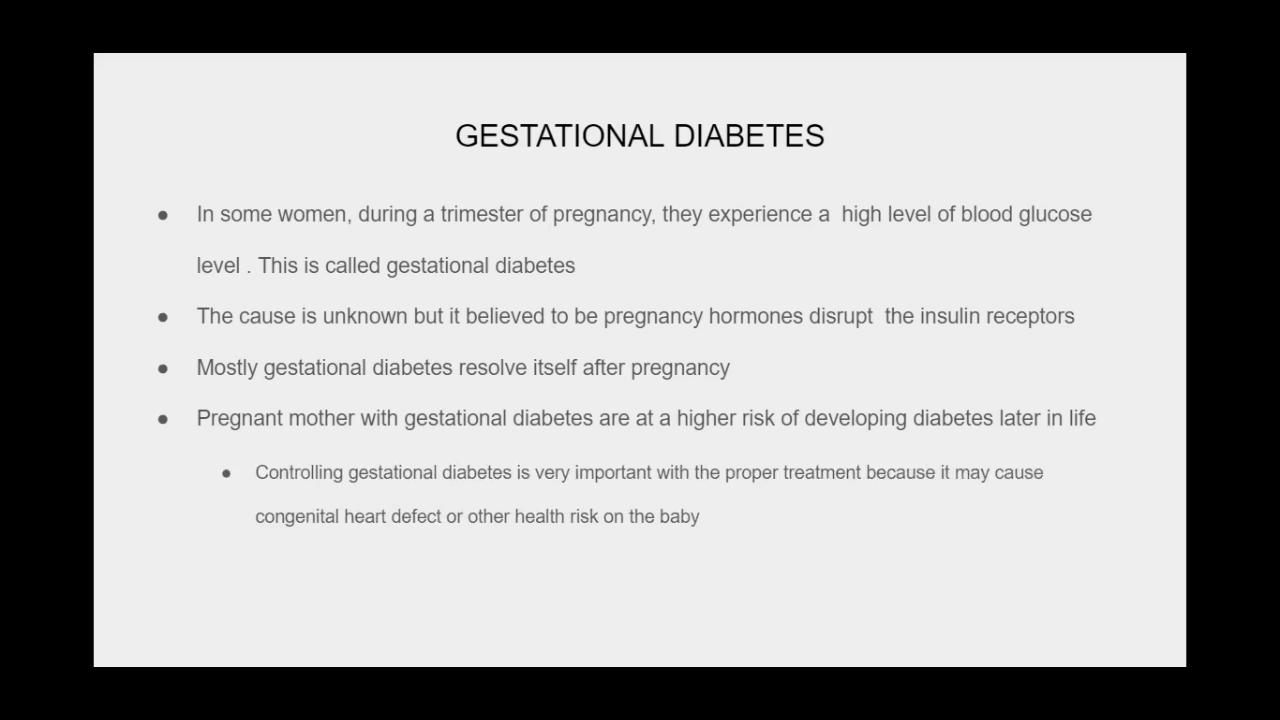 GESTATIONAL DIABETES
● In some women, during a trimester of pregnancy, they experience a  high level of blood glucose
level . This is called gestational diabetes
● The cause is unknown but it believed to be pregnancy hormones disrupt  the insulin receptors
● Mostly gestational diabetes resolve itself after pregnancy
● Pregnant mother with gestational diabetes are at a higher risk of developing diabetes later in life
● Controlling gestational diabetes is very important with the proper treatment because it may cause
congenital heart defect or other health risk on the baby